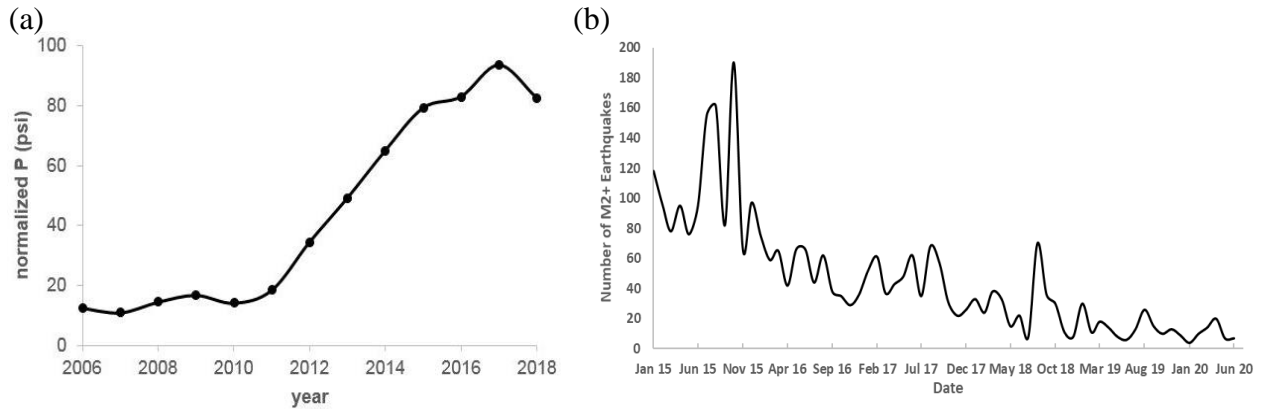 (a)
100
80
60
40
20
0
normalized P (psi)
2006 2008 2010 2012 2014 2016 2018
year
(b)
200
180
160
140
120
100
80
60
40
20
0
Number of M2+ Earthquakes
Jan 15 Jun 15 Nov 15 Apr 16 Sep 16 Feb 17 Jul 17 Dec 17 May 18 Oct 18 Mar 19 Aug 19 Jan 20 Jun 20
Date